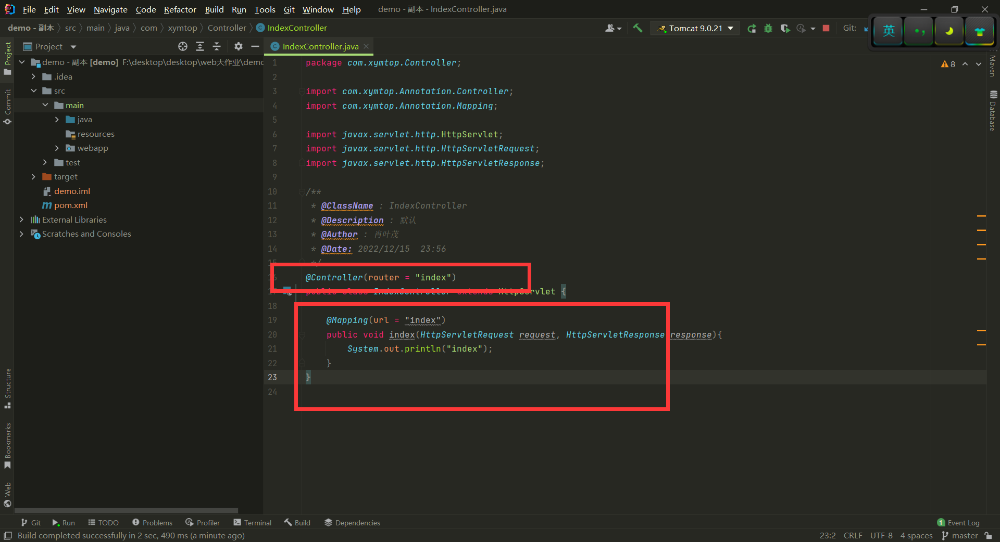 File Edit View Navigate Code Refactor Build Run Tools Git Window Help demo - 副本 - IndexController.java
demo - 副本 src main java com xymtop Controller IndexController Tomcat 9.0.21 Git: 英
Project
IndexController.java
Project
Commit
Structure
Bookmarks
Web
demo - 副本 [demo] F:\desktop\desktop\web大作业\demo
.idea
src
main
java
resources
webapp
test
target
demo.iml
pom.xml
External Libraries
Scratches and Consoles
1 package com.xymtop.Controller;
2
3 import com.xymtop.Annotation.Controller;
4 import com.xymtop.Annotation.Mapping;
5
6 import javax.servlet.http.HttpServlet;
7 import javax.servlet.http.HttpServletRequest;
8 import javax.servlet.http.HttpServletResponse;
9
10 /**
11 * @ClassName : IndexController
12 * @Description : 默认
13 * @Author : 肖叶茂
14 * @Date: 2022/12/15 23:56
15 */
16 @Controller(router = "index")
17 public class IndexController extends HttpServlet {
18
19 @Mapping(url = "index")
20 public void index(HttpServletRequest request, HttpServletResponse response){
21 System.out.println("index");
22 }
23 }
24
8
Maven
Database
Git Run TODO Problems Profiler Terminal Build Dependencies 1 Event Log
Build completed successfully in 2 sec, 490 ms (a minute ago) 23:2 CRLF UTF-8 4 spaces master